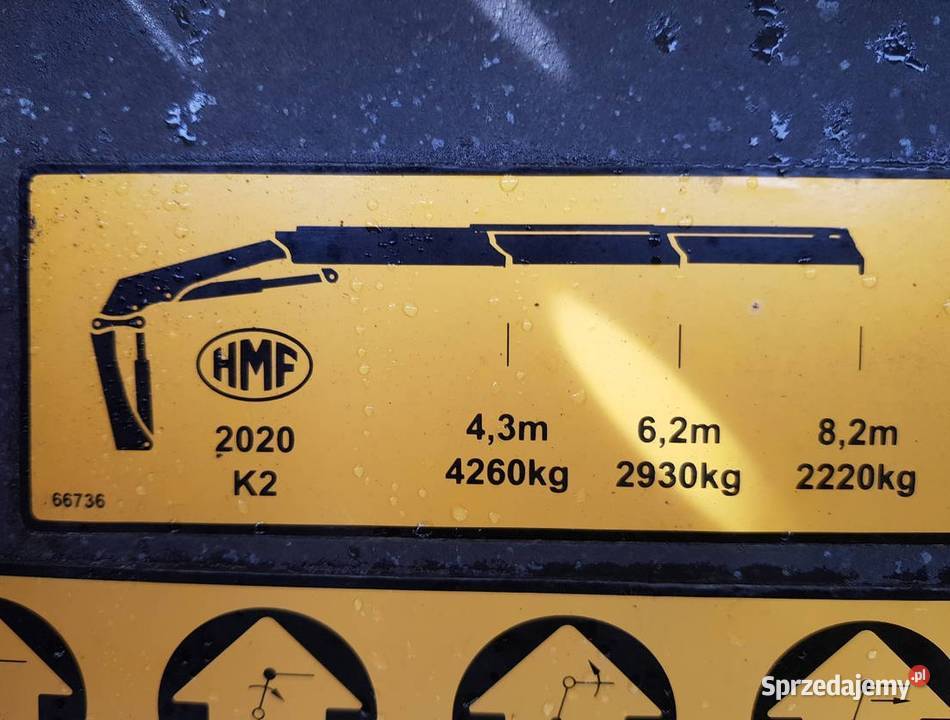 HMF
2020
K2
66736
4,3m
4260kg
6,2m
2930kg
8,2m
2220kg
Sprzedajemy.pl